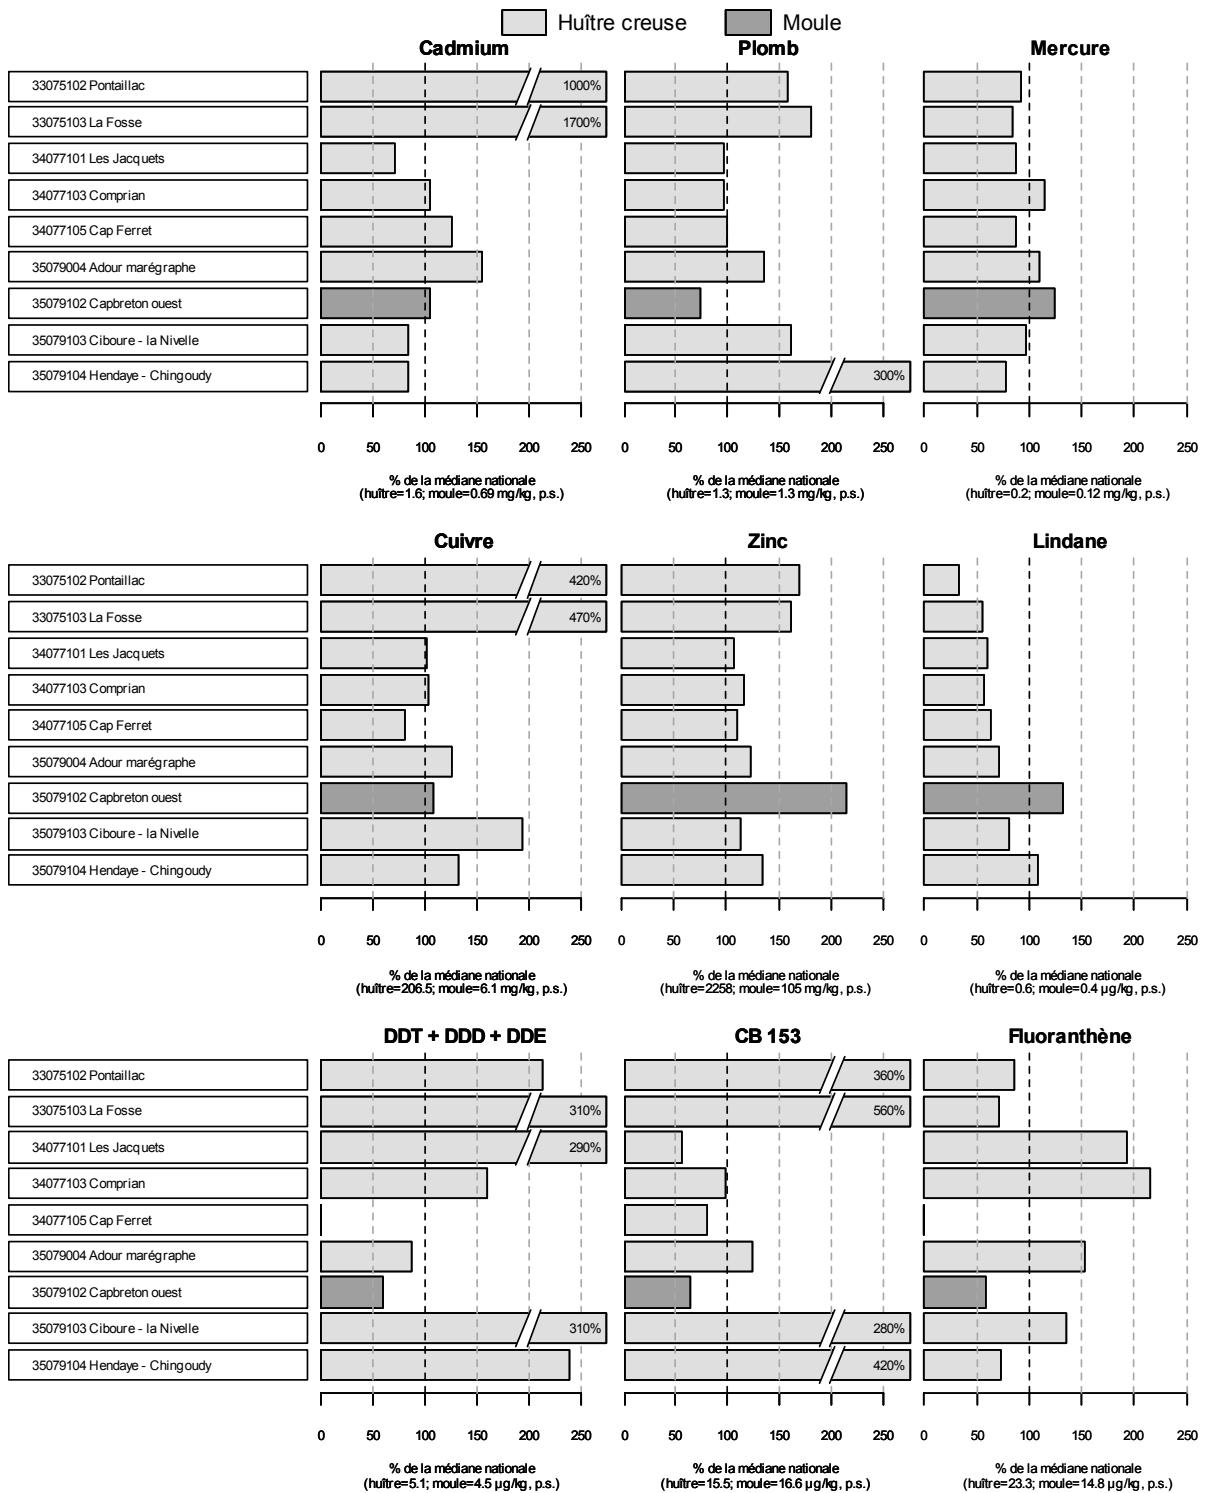 Huître creuse Moule
Cadmium Plomb Mercure
33075102 Pontaillac 1000%
33075103 La Fosse 1700%
34077101 Les Jacquets
34077103 Comprian
34077105 Cap Ferret
35079004 Adour marégraphe
35079102 Capbreton ouest
35079103 Ciboure - la Nivelle
35079104 Hendaye - Chingoudy 300%
0 50 100 150 200 250 0 50 100 150 200 250 0 50 100 150 200 250
% de la médiane nationale % de la médiane nationale % de la médiane nationale
(huître=1.6; moule=0.69 mg/kg, p.s.) (huître=1.3; moule=1.3 mg/kg, p.s.) (huître=0.2; moule=0.12 mg/kg, p.s.)
Cuivre Zinc Lindane
33075102 Pontaillac 420%
33075103 La Fosse 470%
34077101 Les Jacquets
34077103 Comprian
34077105 Cap Ferret
35079004 Adour marégraphe
35079102 Capbreton ouest
35079103 Ciboure - la Nivelle
35079104 Hendaye - Chingoudy
0 50 100 150 200 250 0 50 100 150 200 250 0 50 100 150 200 250
% de la médiane nationale % de la médiane nationale % de la médiane nationale
(huître=206.5; moule=6.1 mg/kg, p.s.) (huître=2258; moule=105 mg/kg, p.s.) (huître=0.6; moule=0.4 µg/kg, p.s.)
DDT + DDD + DDE CB 153 Fluoranthène
33075102 Pontaillac 360%
33075103 La Fosse 310% 560%
34077101 Les Jacquets 290%
34077103 Comprian
34077105 Cap Ferret
35079004 Adour marégraphe
35079102 Capbreton ouest
35079103 Ciboure - la Nivelle 310% 280%
35079104 Hendaye - Chingoudy 420%
0 50 100 150 200 250 0 50 100 150 200 250 0 50 100 150 200 250
% de la médiane nationale % de la médiane nationale % de la médiane nationale
(huître=5.1; moule=4.5 µg/kg, p.s.) (huître=15.5; moule=16.6 µg/kg, p.s.) (huître=23.3; moule=14.8 µg/kg, p.s.)